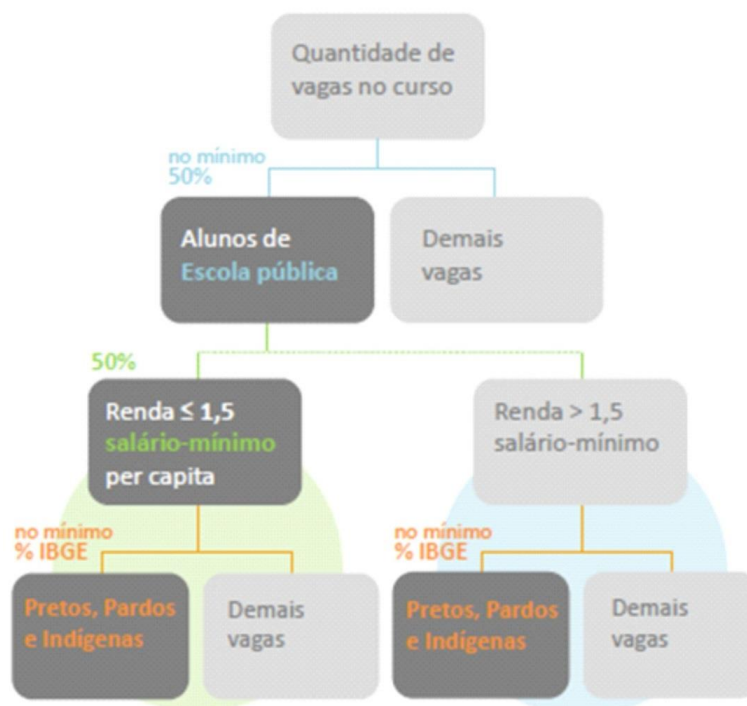 Quantidade de
vagas no curso
no mínimo
50%
Alunos de
Escola pública
Demais
vagas
50%
Renda ≤ 1,5
salário-mínimo
per capita
Renda > 1,5
salário-mínimo
no mínimo
% IBGE
Pretos, Pardos
e Indígenas
Demais
vagas
no mínimo
% IBGE
Pretos, Pardos
e Indígenas
Demais
vagas